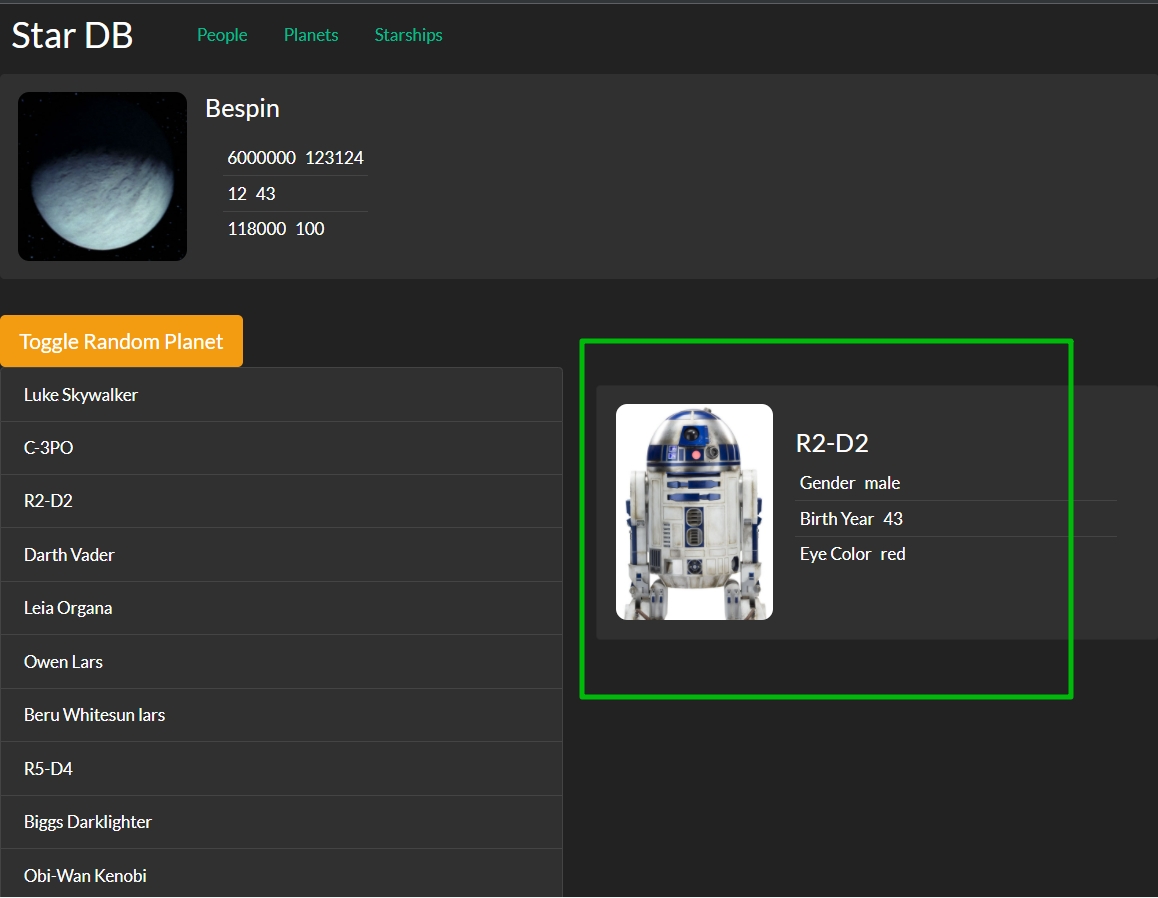 Star DB People Planets Starships
Bespin
6000000 123124
12 43
118000 100
Toggle Random Planet
Luke Skywalker
C-3PO
R2-D2
Darth Vader
Leia Organa
Owen Lars
Beru Whitesun lars
R5-D4
Biggs Darklighter
Obi-Wan Kenobi
R2-D2
Gender male
Birth Year 43
Eye Color red